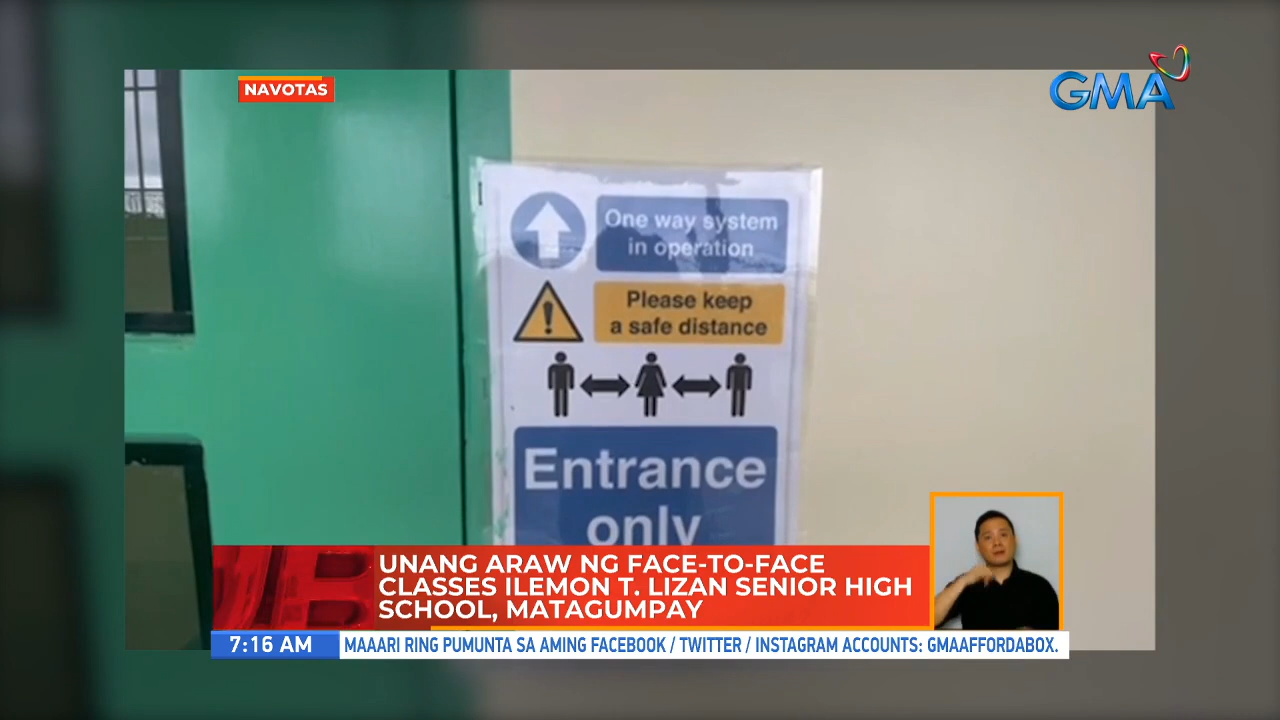 NAVOTAS
GMA
One way system
in operation
Please keep
a safe distance
Entrance
only
UNANG ARAW NG FACE-TO-FACE
CLASSES ILEMON T. LIZAN SENIOR HIGH
SCHOOL, MATAGUMPAY
7:16 AM
MAAARI RING PUMUNTA SA AMING FACEBOOK / TWITTER / INSTAGRAM ACCOUNTS: GMAAFFORDABOX.